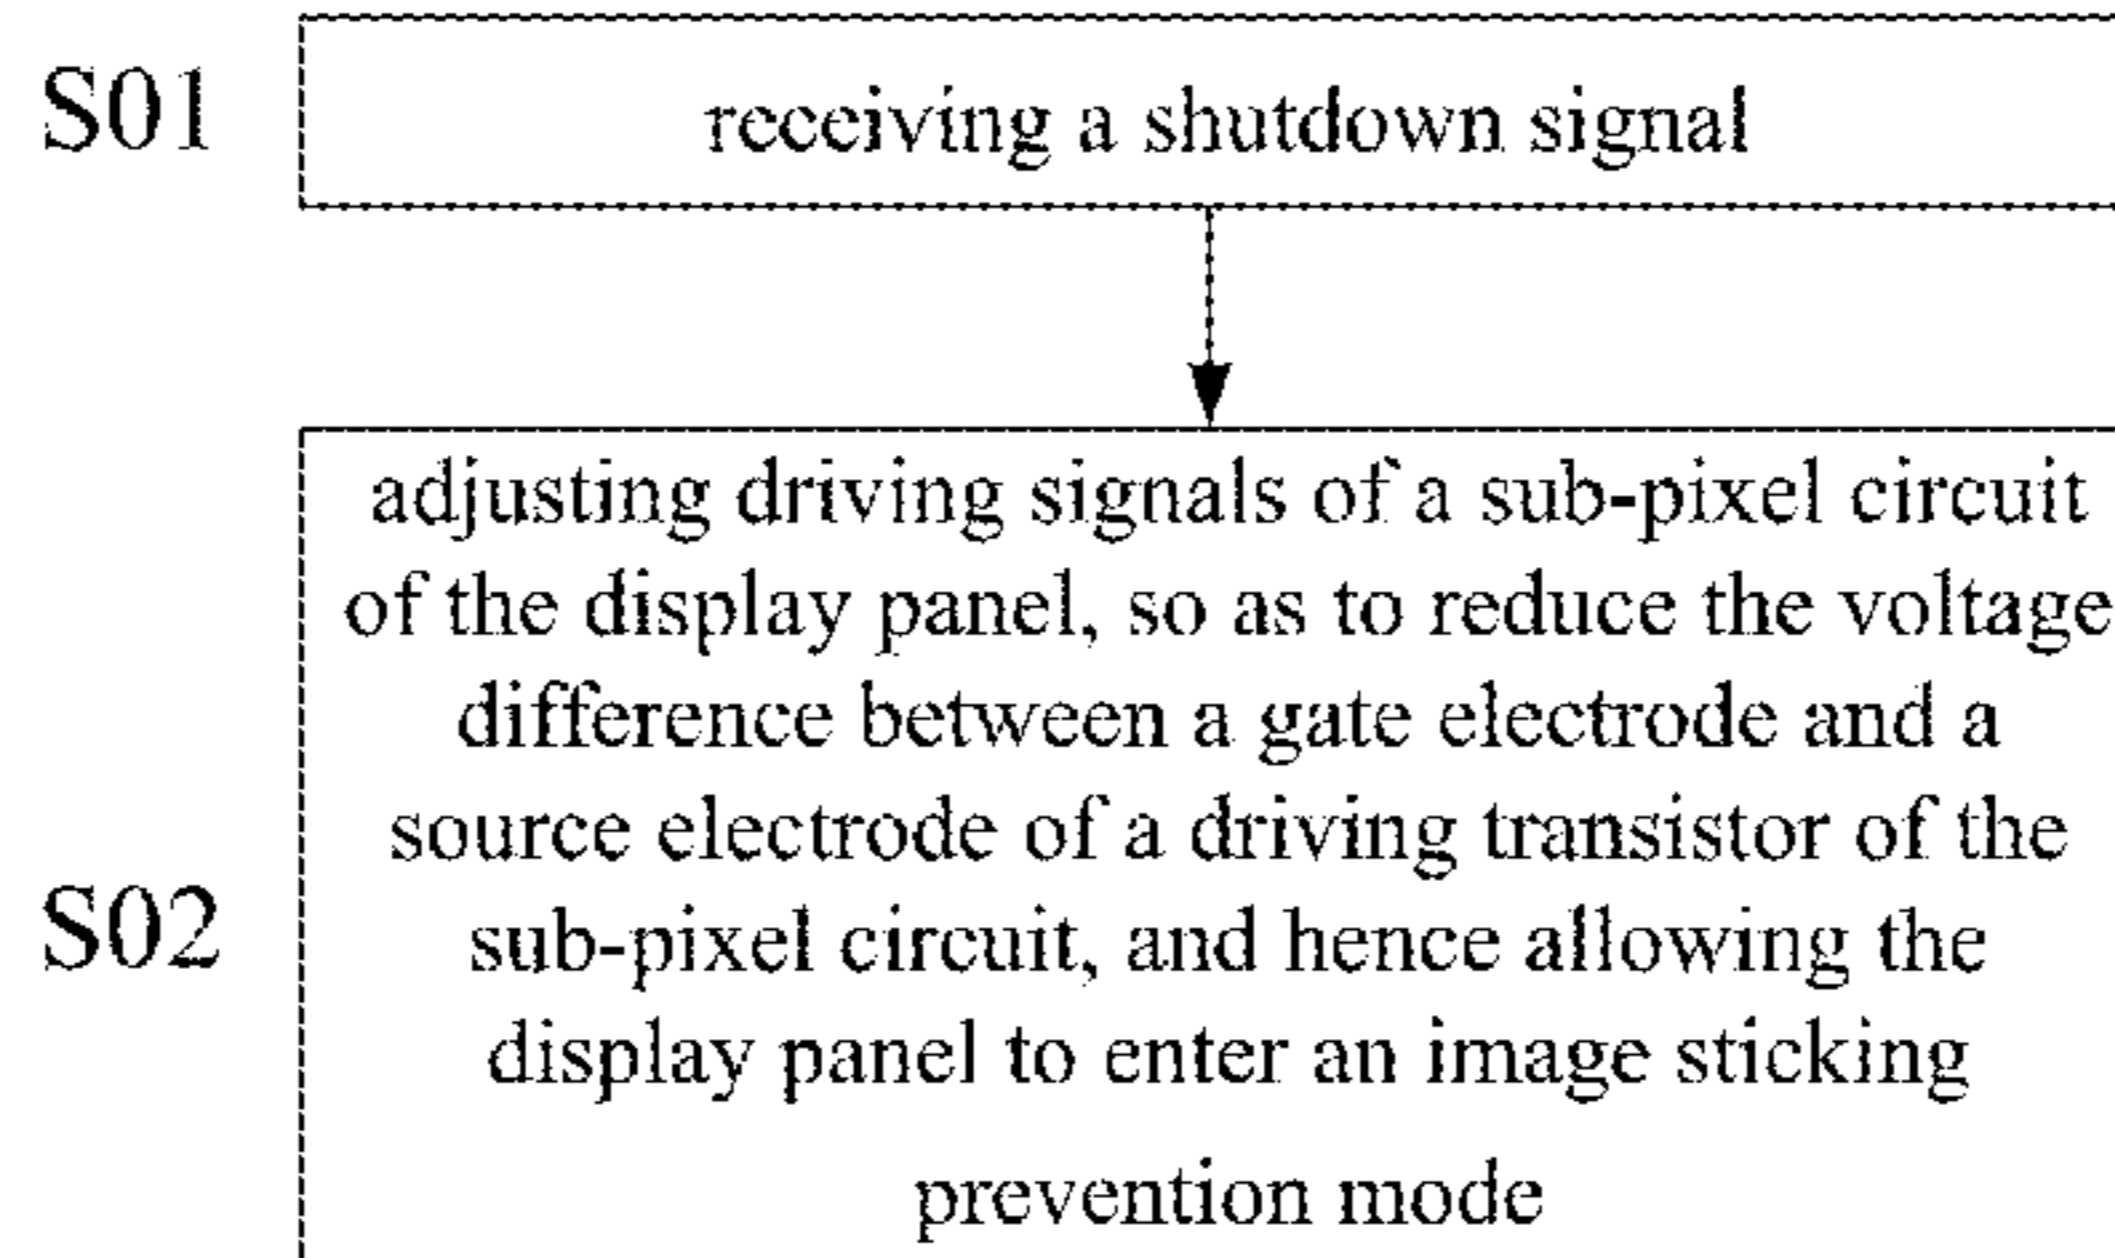 S01
receiving a shutdown signal
adjusting driving signals of a sub-pixel circuit
of the display panel, so as to reduce the voltage
difference between a gate electrode and a
source electrode of a driving transistor of the
S02
sub-pixel circuit, and hence allowing the
display panel to enter an image sticking
prevention mode